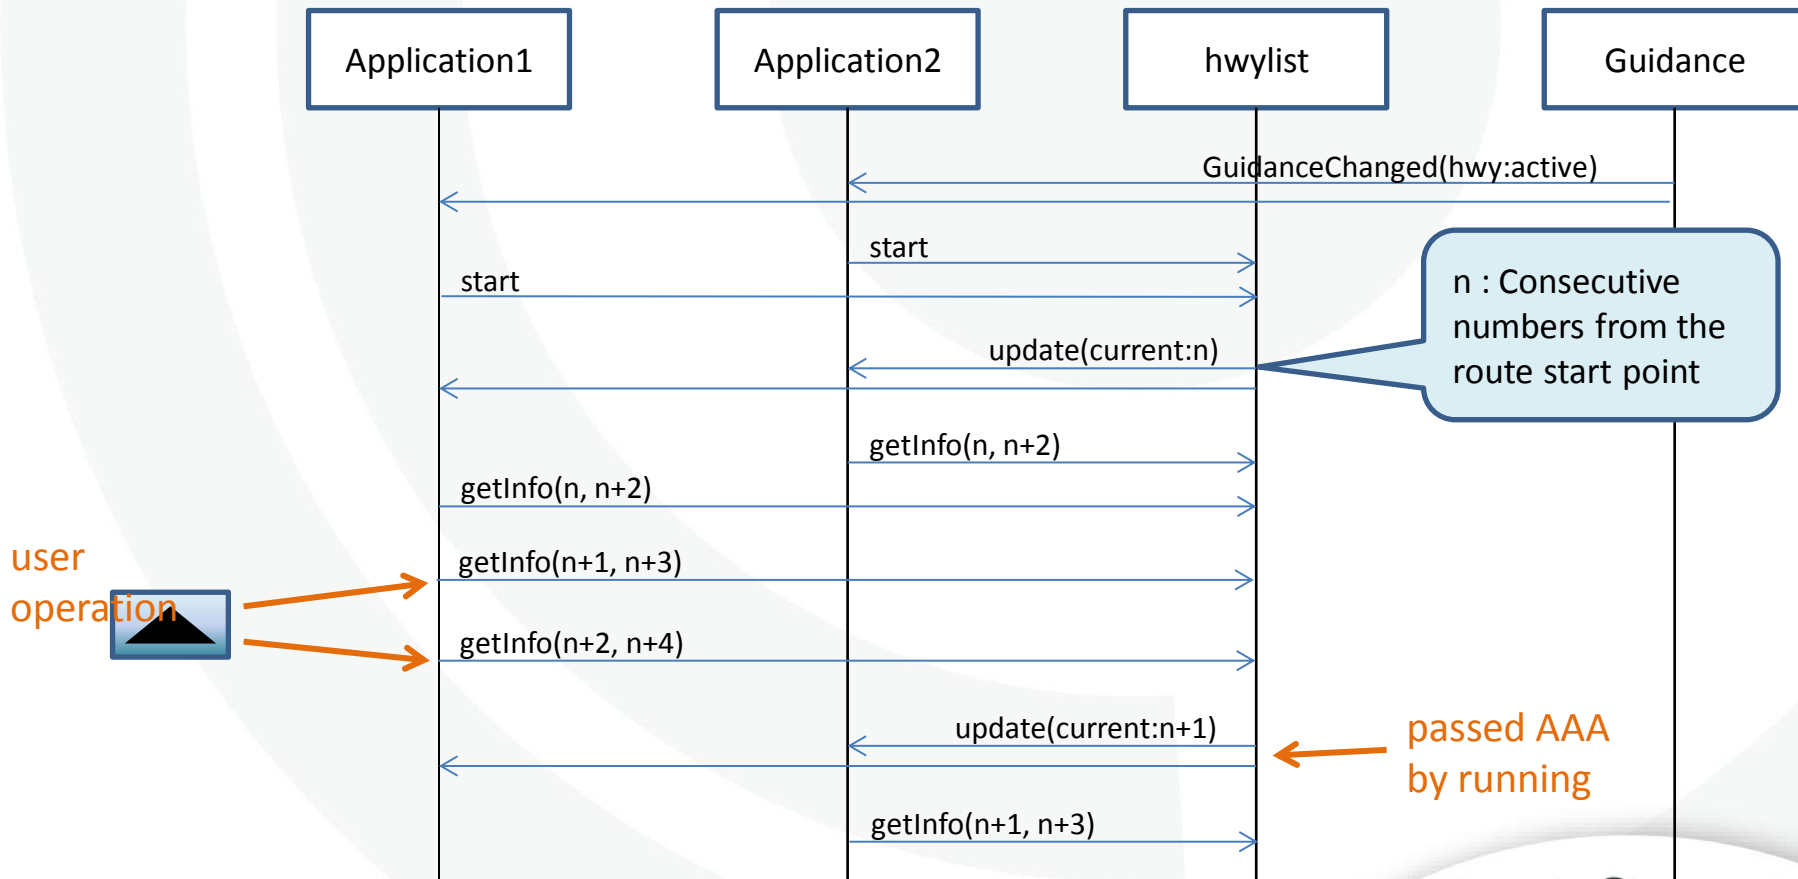 Application1
Application2
hwylist
Guidance
GuidanceChanged(hwy:active)
start
start
n : Consecutive
numbers from the
route start point
update(current:n)
getInfo(n, n+2)
getInfo(n, n+2)
user
operation
getInfo(n+1, n+3)
getInfo(n+2, n+4)
update(current:n+1)
passed AAA
by running
getInfo(n+1, n+3)